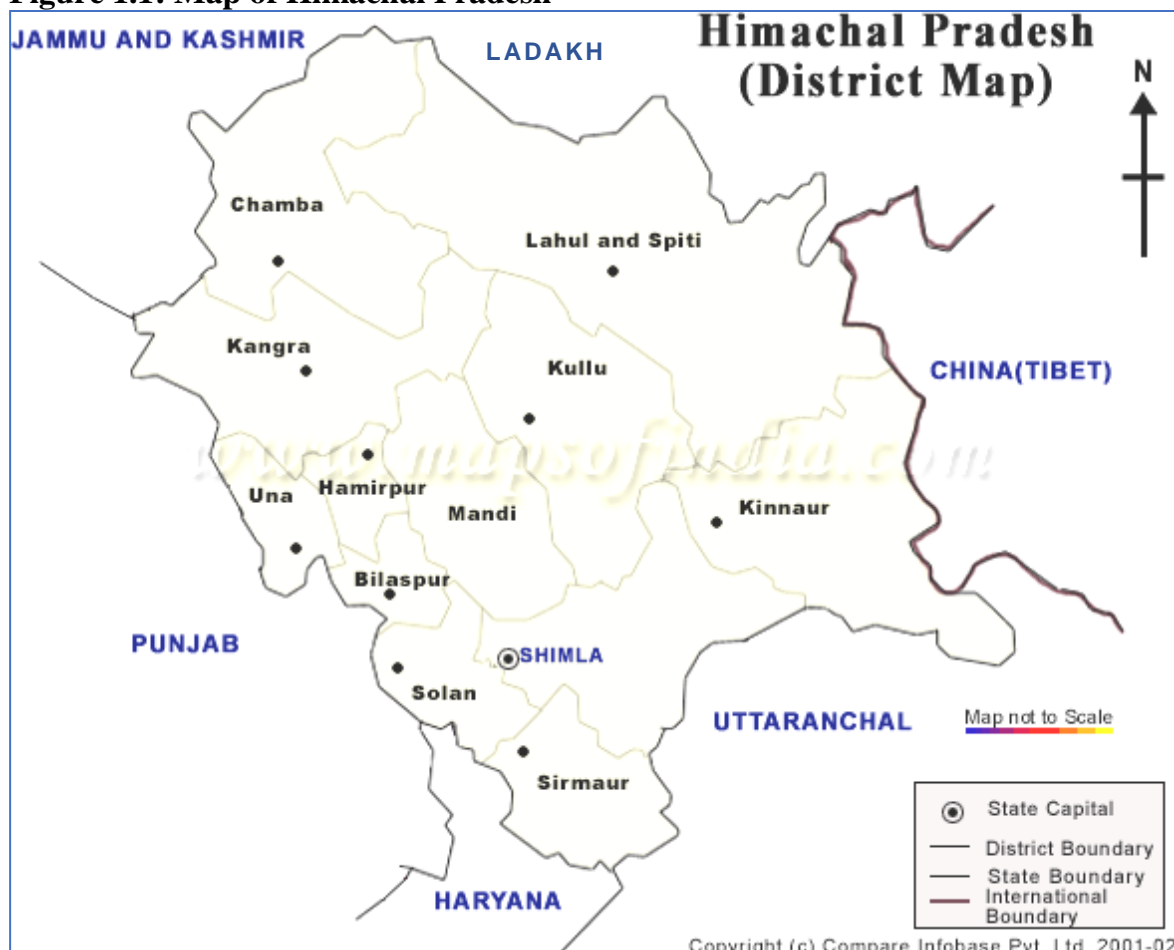 Figure 1.1: Map of Himachal Pradesh
JAMMU AND KASHMIR
LADAKH
Himachal Pradesh
(District Map)
N
Chamba
Lahul and Spiti
Kangra
Kullu
CHINA(TIBET)
www.mapsofindia.com
Una
Hamirpur
Mandi
Kinnaur
Bilaspur
PUNJAB
SHIMLA
Solan
UTTARANCHAL
Map not to Scale
Sirmaur
State Capital
District Boundary
State Boundary
International
Boundary
HARYANA
Copyright (c) Compare Infobase Pvt. Ltd. 2001-02